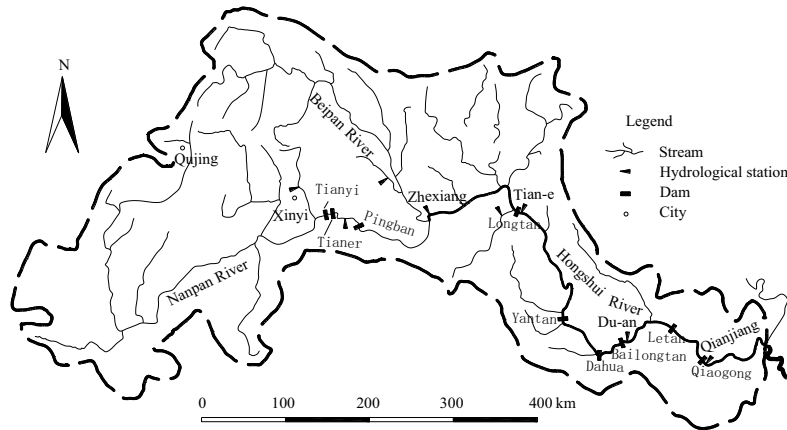 N
Beipan River
Legend
Stream
Hydrological station
Dam
City
Qujing
Tianyi
Zhexiang
Tian-e
Xinyi
Pingban
Longtan
Tianer
Nanpan River
Hongshui River
Yantan
Du-an
Letan
Qianjiang
Bailongtan
Dahua
Qiaogong
0 100 200 300 400 km